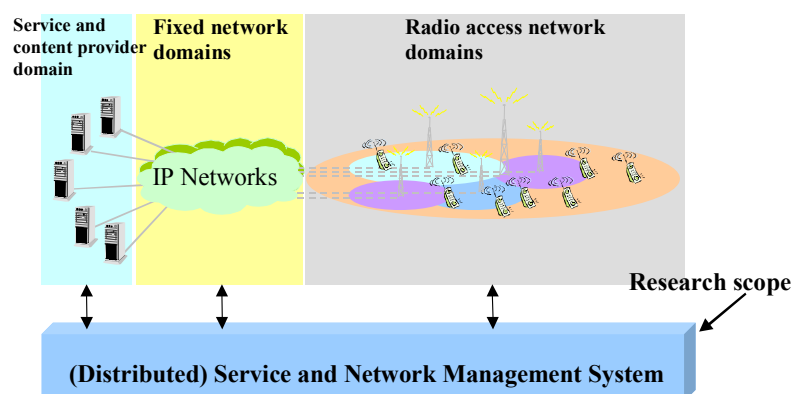 Service and
content provider
domain
Fixed network
domains
Radio access network
domains
IP Networks
Research scope
(Distributed) Service and Network Management System